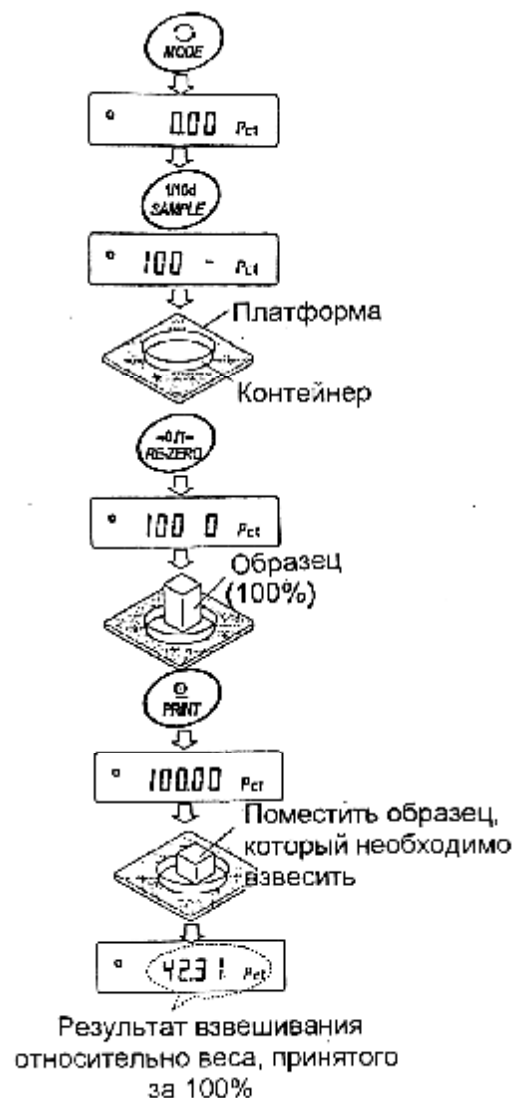 MODE
0.00 Pct
1/10d
SAMPLE
100 - Pct
Платформа
Контейнер
→0/T←
RE-ZERO
100 0 Pct
Образец
(100%)
PRINT
100.00 Pct
Поместить образец,
который необходимо
взвесить
42.31 Pct
Результат взвешивания
относительно веса, принятого
за 100%